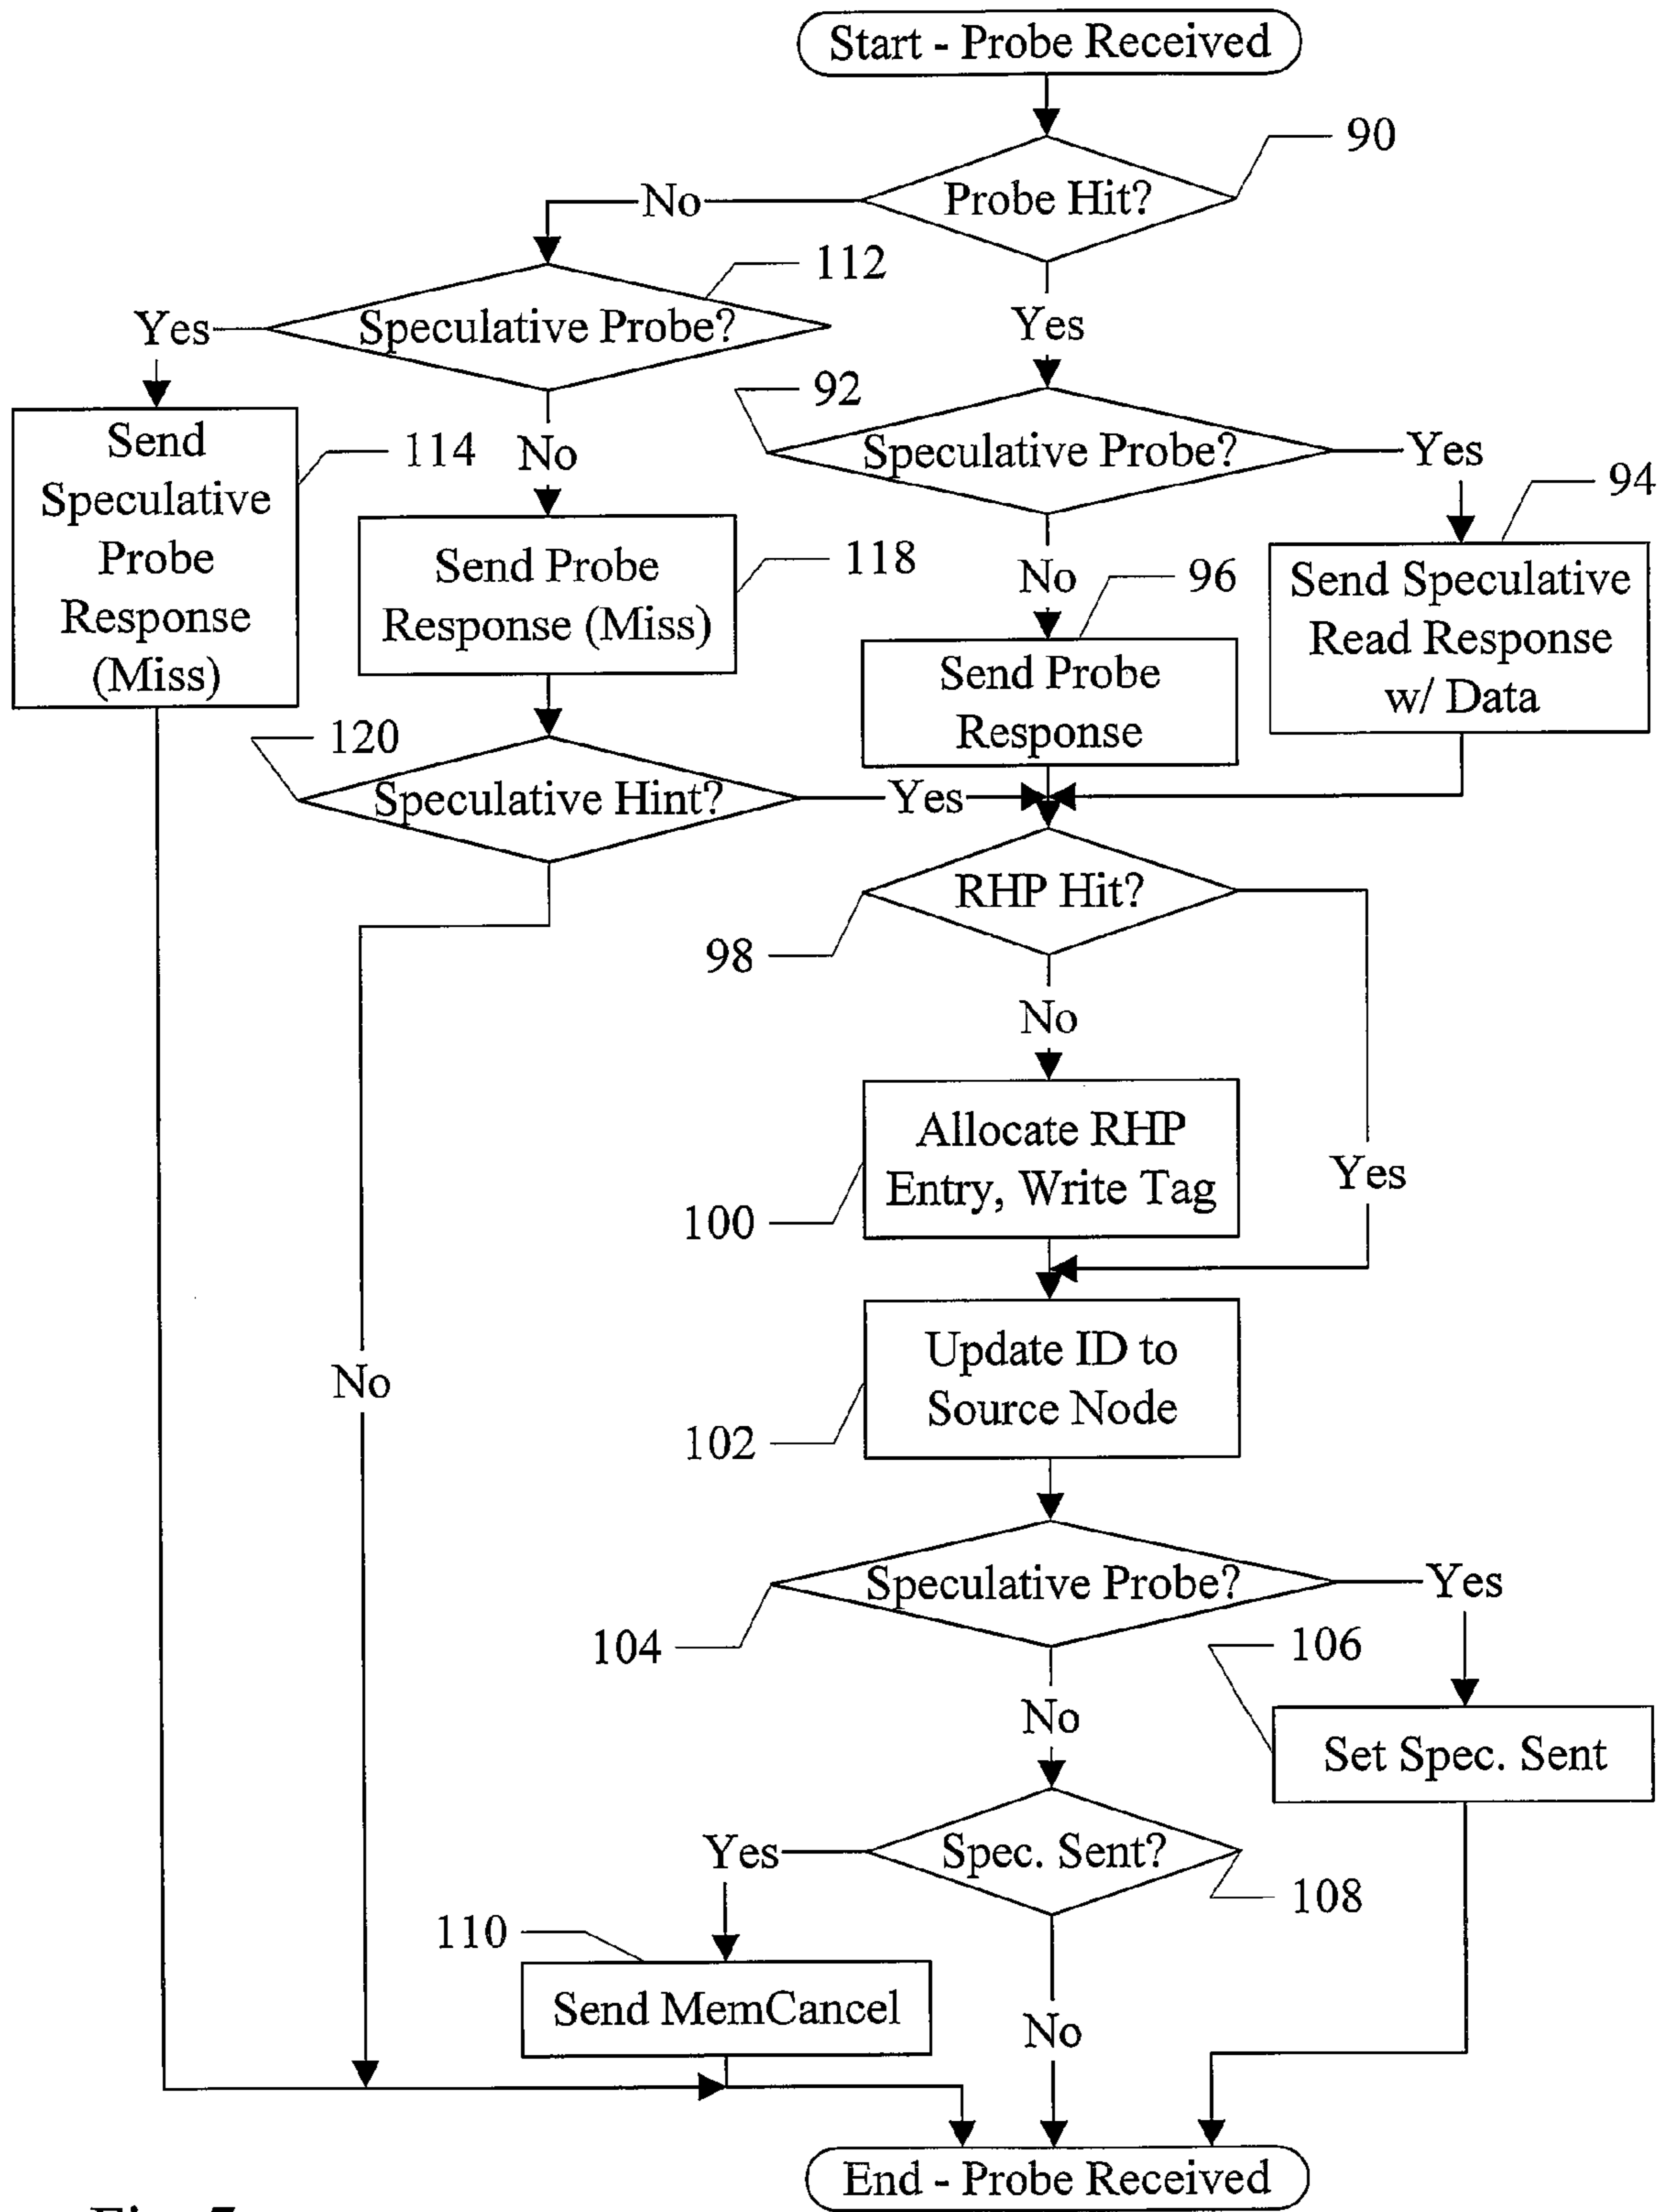 Start - Probe Received
90
Probe Hit?
No
112
Speculative Probe?
Yes
Yes
92
Speculative Probe?
Yes
94
Send
Speculative
Probe
Response
(Miss)
114
No
Send Probe
Response (Miss)
118
No
96
Send Probe
Response
Send Speculative
Read Response
w/ Data
120
Speculative Hint?
Yes
RHP Hit?
98
No
Allocate RHP
Entry, Write Tag
100
Yes
Update ID to
Source Node
102
No
Speculative Probe?
Yes
104
106
No
Set Spec. Sent
Yes
Spec. Sent?
108
110
Send MemCancel
No
End - Probe Received